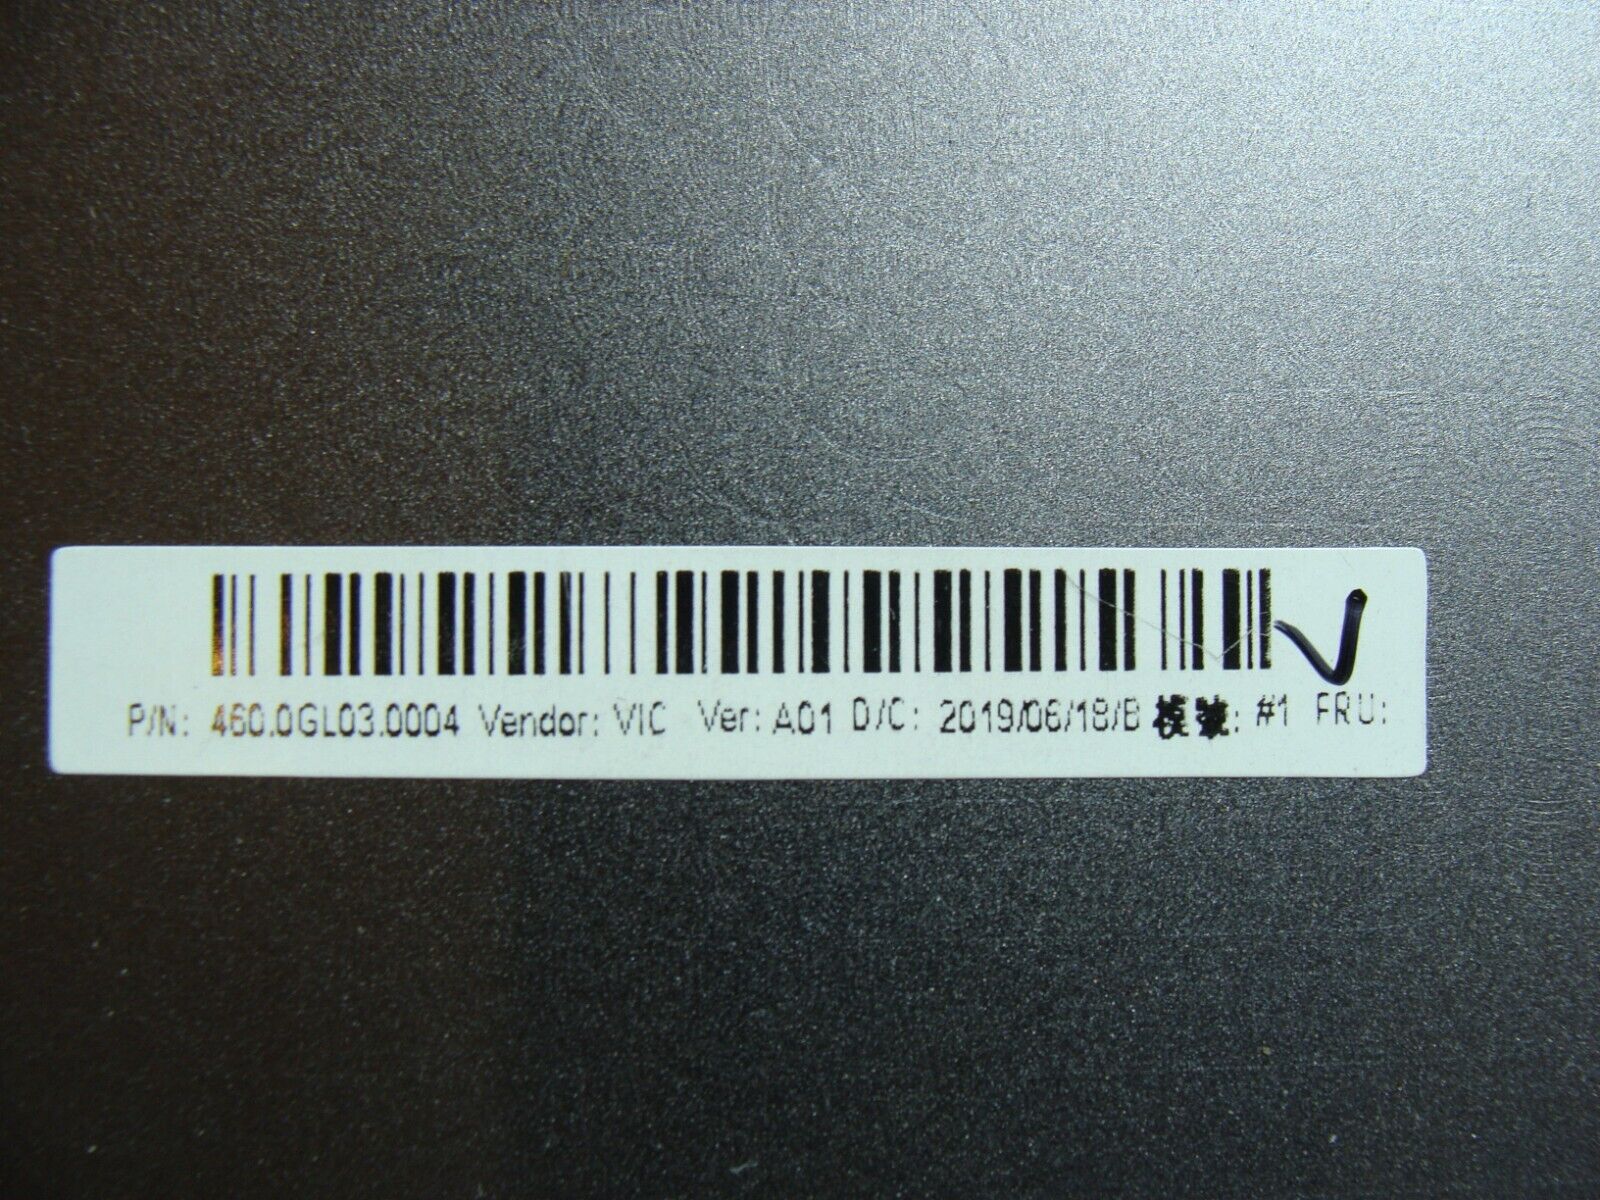 P/N: 460.0GL03.0004 Vendor: VIC Ver: A01 D/C: 2019/06/18/B 模號: #1 FRU: